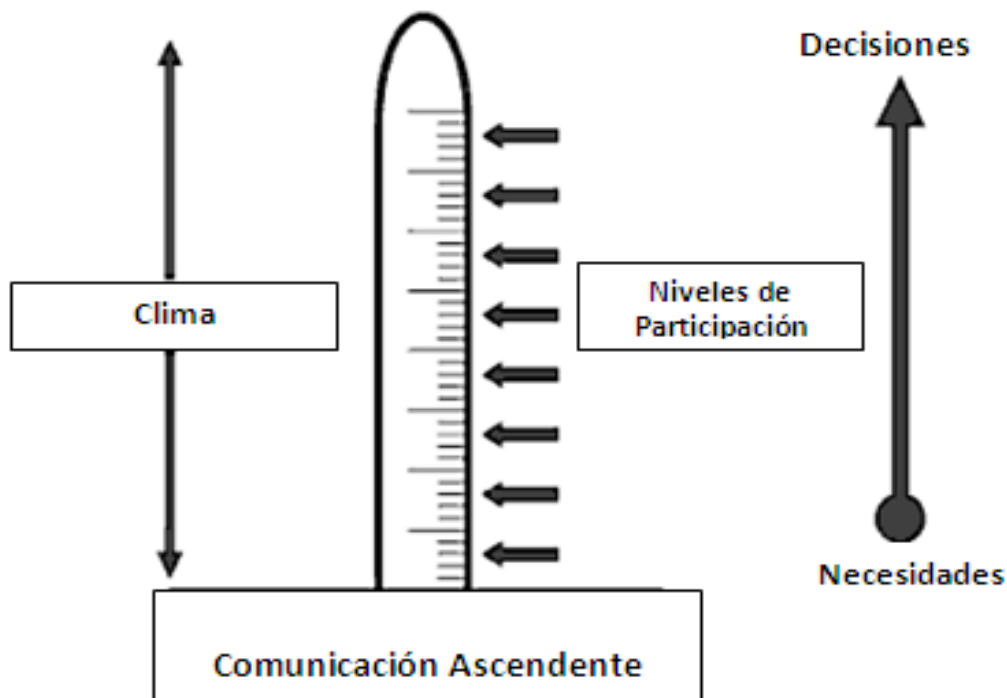 Decisiones
Clima
Niveles de
Participación
Necesidades
Comunicación Ascendente